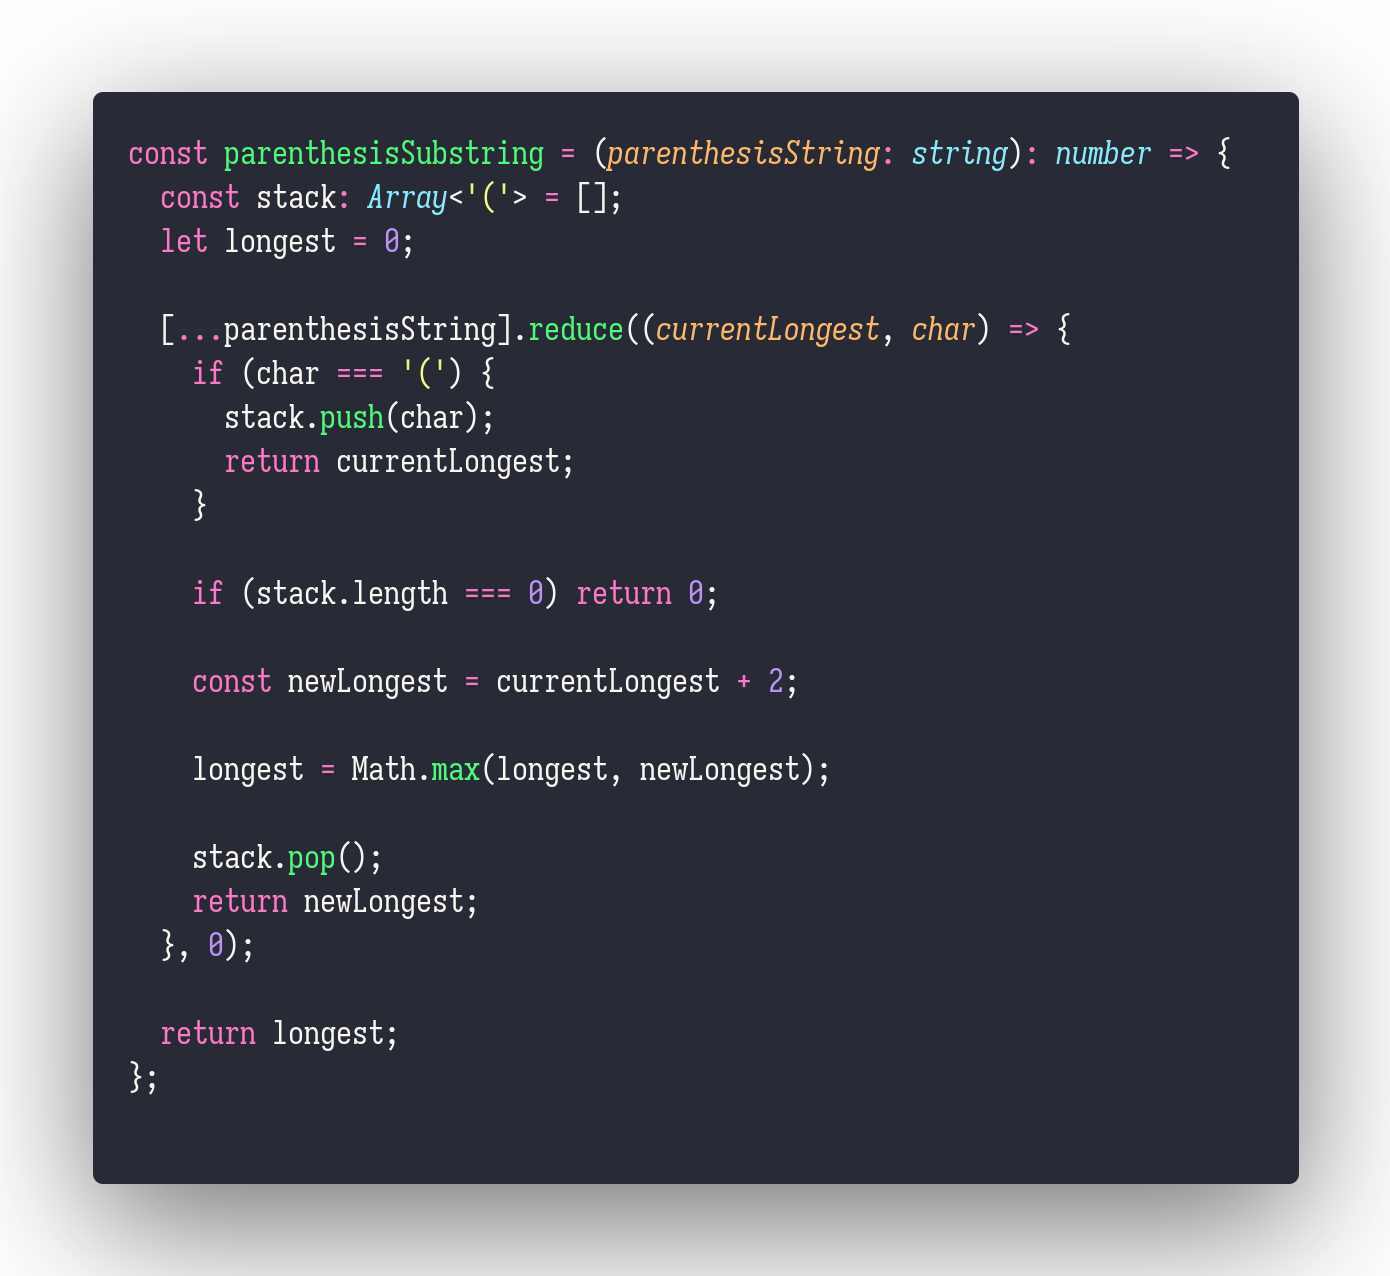 const parenthesisSubstring = (parenthesisString: string): number => {
  const stack: Array<'('> = [];
  let longest = 0;

  [...parenthesisString].reduce((currentLongest, char) => {
    if (char === '(') {
      stack.push(char);
      return currentLongest;
    }

    if (stack.length === 0) return 0;

    const newLongest = currentLongest + 2;

    longest = Math.max(longest, newLongest);

    stack.pop();
    return newLongest;
  }, 0);

  return longest;
};